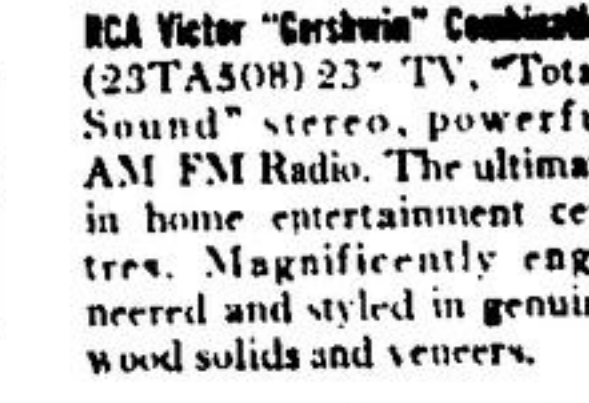 RCA Victor "Gershwin" Combinati
(23TA508) 23" TV, "Tota
Sound" stereo, powerfu
AM FM Radio. The ultima
in home entertainment ce
tres. Magnificently eng
neered and styled in genuin
wood solids and veneers.